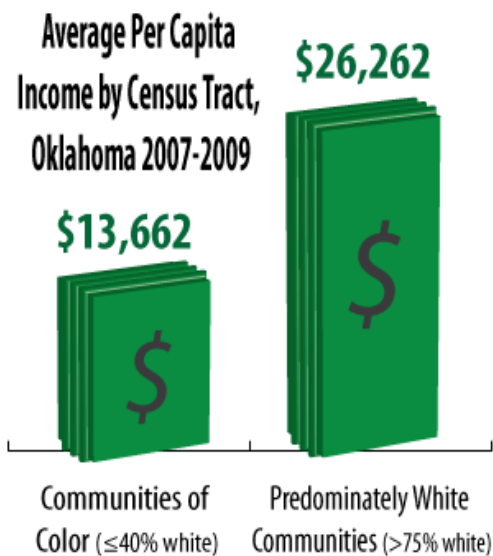 Average Per Capita
Income by Census Tract,
Oklahoma 2007-2009
$26,262
$13,662
$
$
Communities of
Color (≤40% white)
Predominately White
Communities (>75% white)